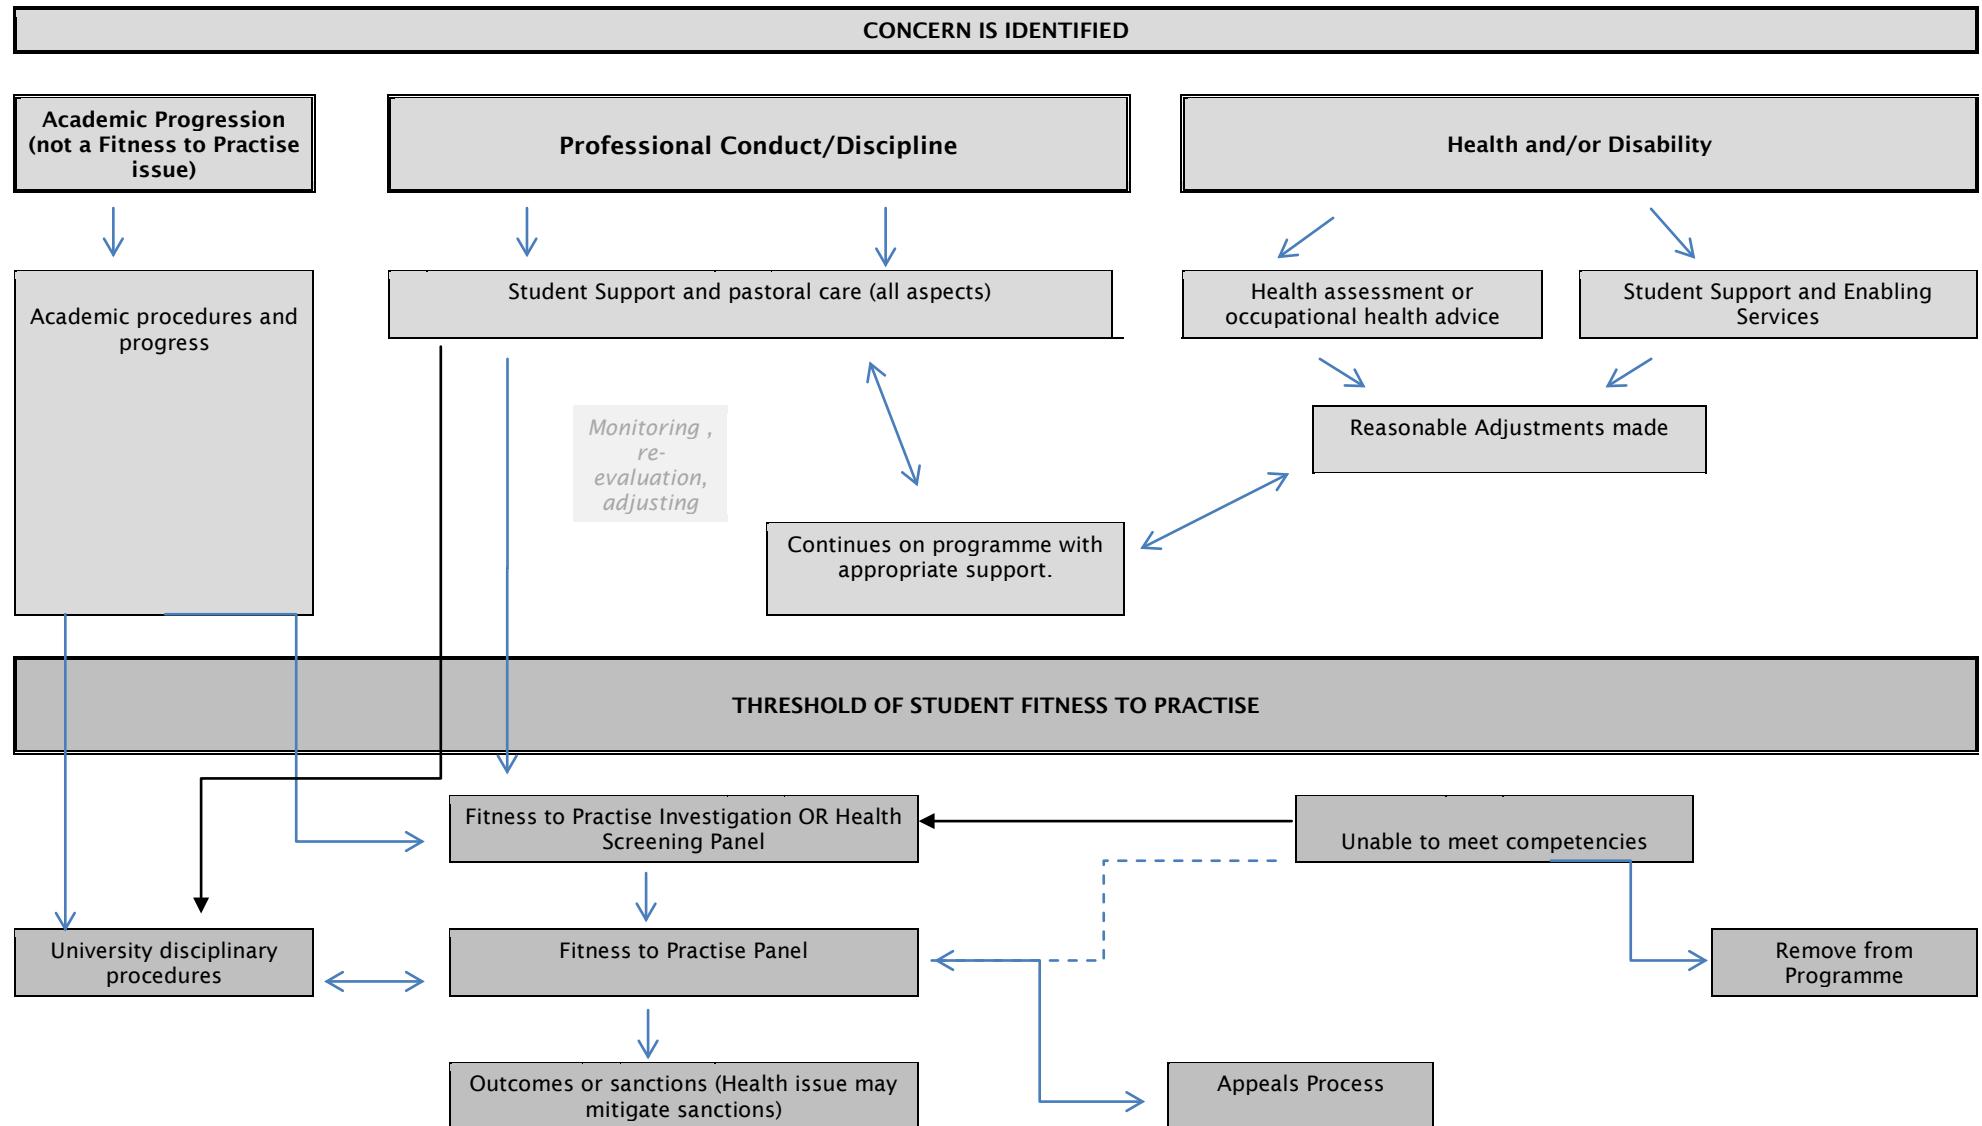 CONCERN IS IDENTIFIED
Academic Progression
(not a Fitness to Practise
issue)
Professional Conduct/Discipline
Health and/or Disability
Academic procedures and
progress
Student Support and pastoral care (all aspects)
Health assessment or
occupational health advice
Student Support and Enabling
Services
Monitoring ,
re-
evaluation,
adjusting
Reasonable Adjustments made
Continues on programme with
appropriate support.
THRESHOLD OF STUDENT FITNESS TO PRACTISE
Fitness to Practise Investigation OR Health
Screening Panel
Unable to meet competencies
University disciplinary
procedures
Fitness to Practise Panel
Remove from
Programme
Outcomes or sanctions (Health issue may
mitigate sanctions)
Appeals Process